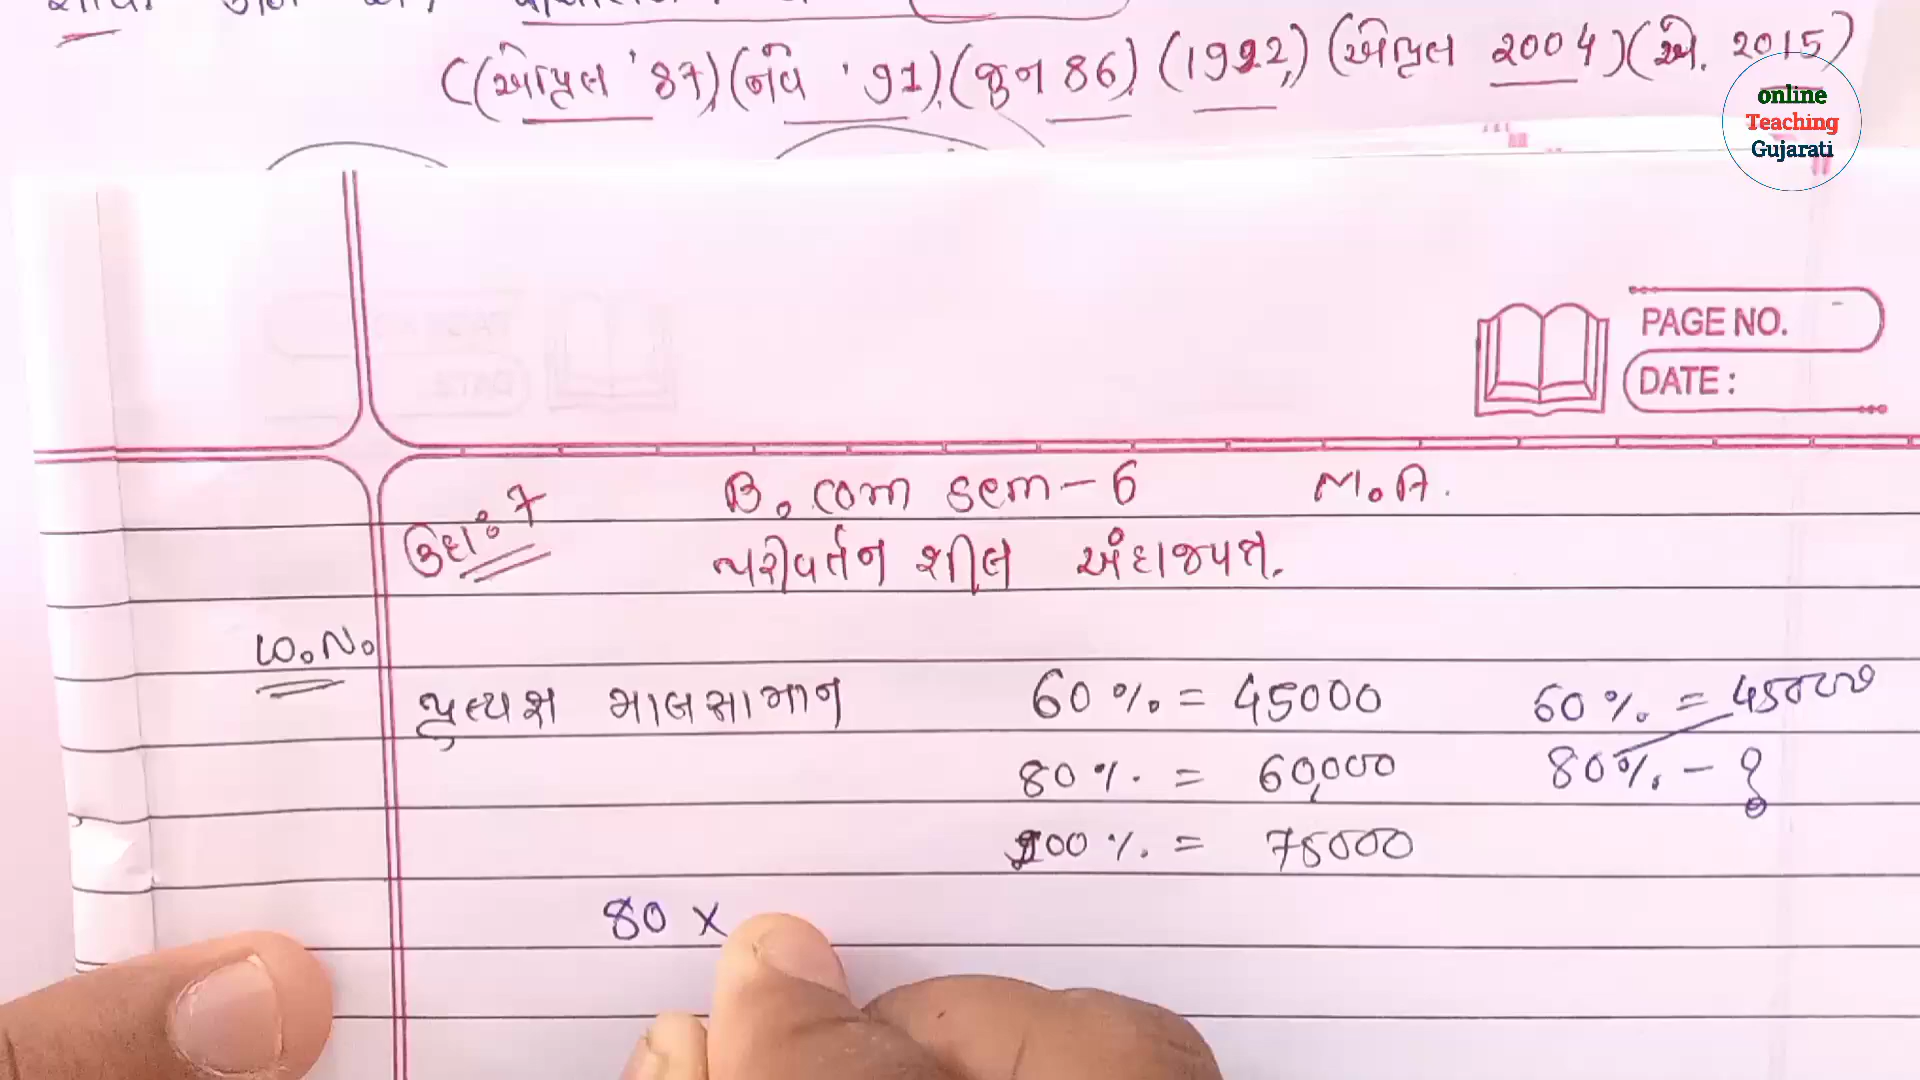 ((એપ્રિલ '87) (નવે '91) (જુન 86) (1992) (એપ્રિલ 2004) (એ. 2015)
online
Teaching
Gujarati
PAGE NO.
DATE :
B.com sem-6 M.A.
ઉદા: 7
પરીવર્તન શીલ અંદાજપત્ર.
W.No.
પ્રત્યક્ષ માલસામાન 60% = 45000 60% = 45000
80% = 60,000 80% - ?
100% = 75000
80 x